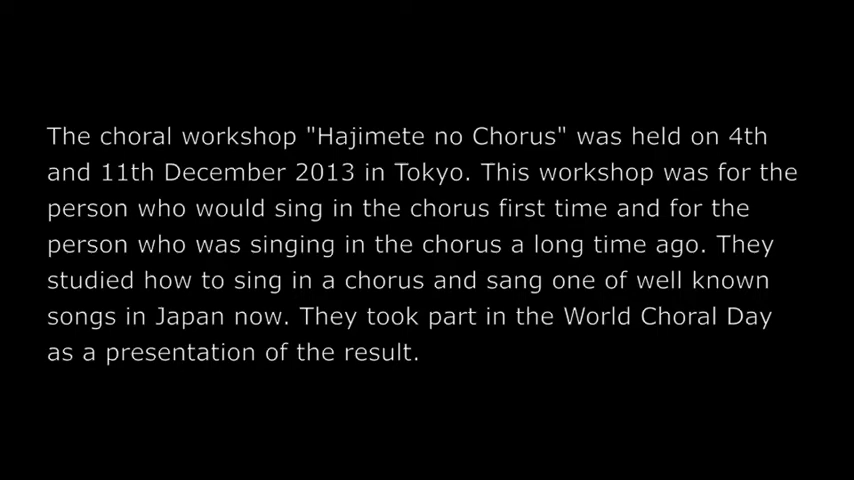 The choral workshop "Hajimete no Chorus" was held on 4th
and 11th December 2013 in Tokyo. This workshop was for the
person who would sing in the chorus first time and for the
person who was singing in the chorus a long time ago. They
studied how to sing in a chorus and sang one of well known
songs in Japan now. They took part in the World Choral Day
as a presentation of the result.